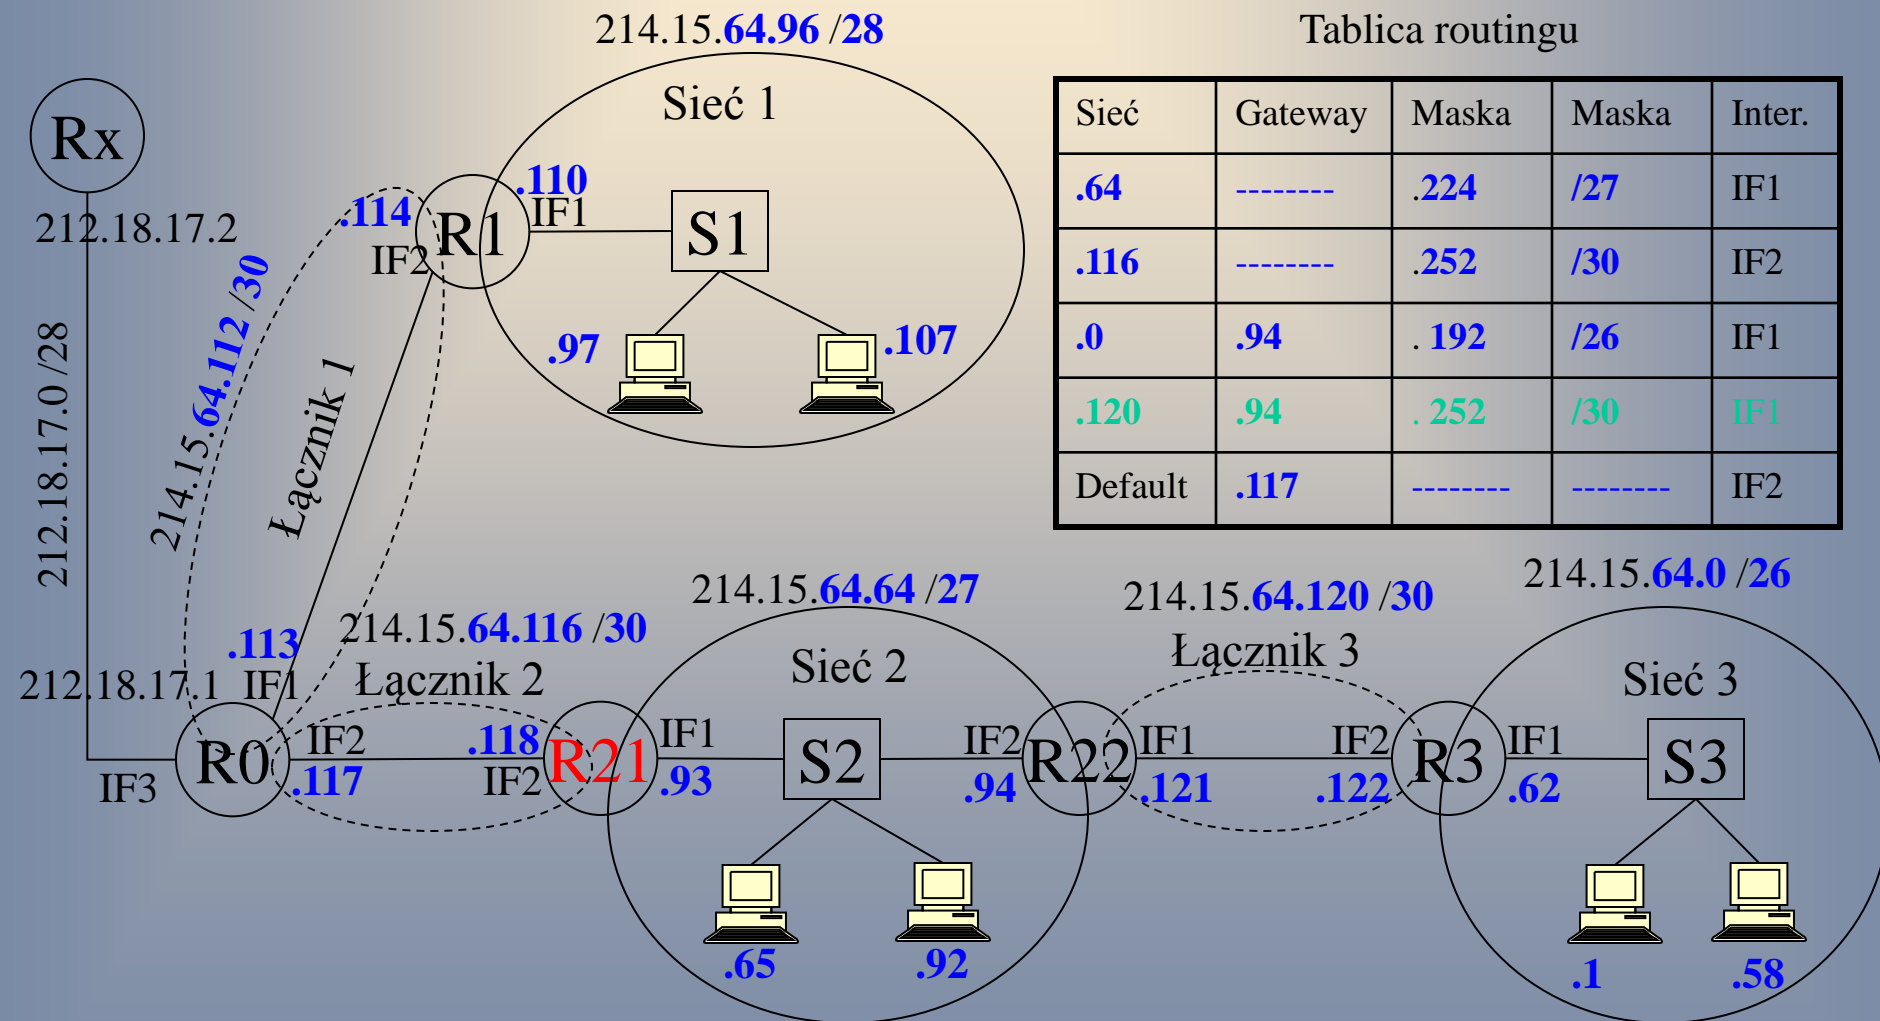 214.15.64.96 /28
Tablica routingu
Sieć 1
Rx
Sieć Gateway Maska Maska Inter.
.64 -------- .224 /27 IF1
.116 -------- .252 /30 IF2
.0 .94 . 192 /26 IF1
.120 .94 . 252 /30 IF1
Default .117 -------- -------- IF2
.110
IF1
.114
R1
IF2
S1
212.18.17.2
.97
.107
212.18.17.0 /28
214.15.64.112 /30
Łącznik 1
214.15.64.64 /27
214.15.64.120 /30
214.15.64.0 /26
.113
214.15.64.116 /30
Łącznik 2
Sieć 2
Łącznik 3
Sieć 3
212.18.17.1 IF1
R0
IF3
IF2
.117
.118
IF2
R21
IF1
.93
S2
IF2
.94
R22
IF1
.121
IF2
.122
R3
IF1
.62
S3
.65
.92
.1
.58